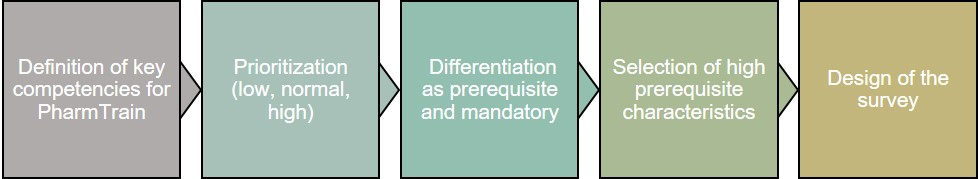 Definition of key
competencies for
PharmTrain
Prioritization
(low, normal,
high)
Differentiation
as prerequisite
and mandatory
Selection of high
prerequisite
characteristics
Design of the
survey